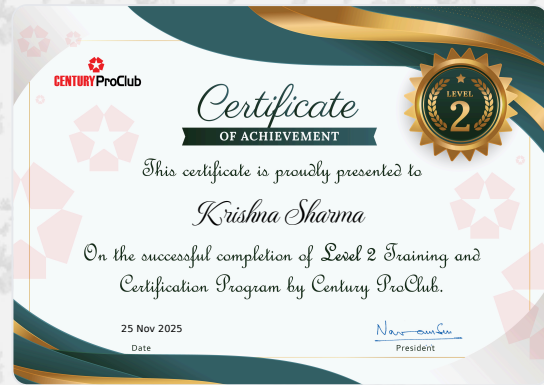 CENTURY ProClub
Certificate
OF ACHIEVEMENT
LEVEL
2
This certificate is proudly presented to
Krishna Sharma
On the successful completion of Level 2 Training and
Certification Program by Century ProClub.
25 Nov 2025
Date
President